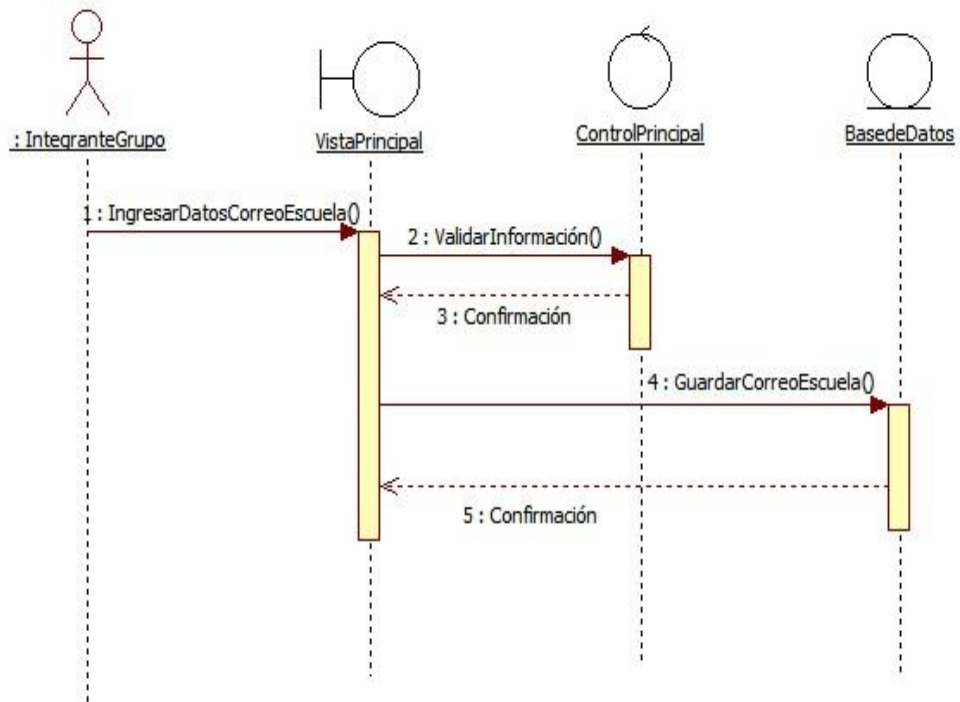 : IntegranteGrupo
VistaPrincipal
ControlPrincipal
BasedeDatos
1 : IngresarDatosCorreoEscuela()
2 : ValidarInformación()
3 : Confirmación
4 : GuardarCorreoEscuela()
5 : Confirmación